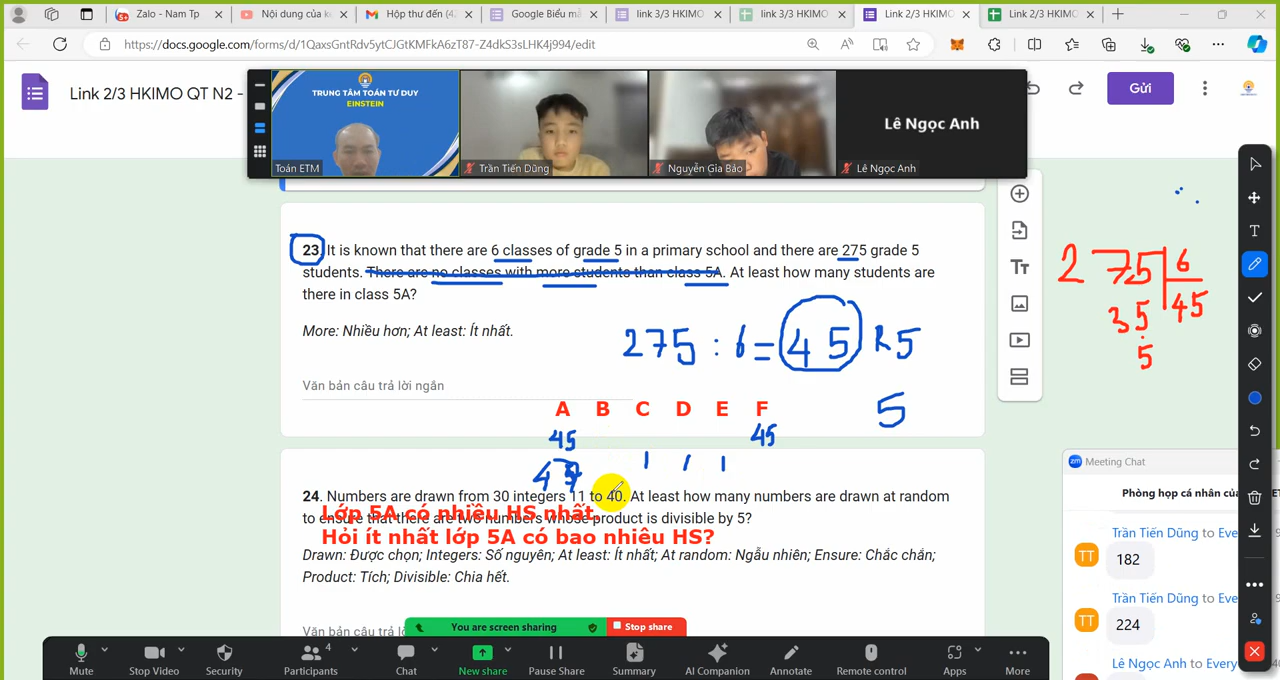 Zalo - Nam Tp
Nội dung của k
Hộp thư đến (4
Google Biểu m
link 3/3 HKIMO
link 3/3 HKIMO
Link 2/3 HKIMO
Link 2/3 HKIMO
https://docs.google.com/forms/d/1QaxsGntRdv5ytCJGtKMFkA6zT87-Z4dkS3sLHK4j994/edit
Link 2/3 HKIMO QT N2 -
Gửi
TRUNG TÂM TOÁN TƯ DUY
EINSTEIN
Toán ETM
Trần Tiến Dũng
Nguyễn Gia Bảo
Lê Ngọc Anh
Lê Ngọc Anh
23. It is known that there are 6 classes of grade 5 in a primary school and there are 275 grade 5
students. There are no classes with more students than class 5A. At least how many students are
there in class 5A?
More: Nhiều hơn; At least: Ít nhất.
275 : 6 = 45 R5
275 6
35 45
5
Văn bản câu trả lời ngắn
A B C D E F
5
45 45
1 1 1
24. Numbers are drawn from 30 integers 11 to 40. At least how many numbers are drawn at random
to ensure that there are two numbers whose product is divisible by 5?
Lớp 5A có nhiều HS nhất.
Hỏi ít nhất lớp 5A có bao nhiêu HS?
Drawn: Được chọn; Integers: Số nguyên; At least: Ít nhất; At random: Ngẫu nhiên; Ensure: Chắc chắn;
Product: Tích; Divisible: Chia hết.
Văn bản câu trả lờ
You are screen sharing
Stop share
Meeting Chat
Phòng họp cá nhân của
Trần Tiến Dũng to Eve
TT
182
Trần Tiến Dũng to Eve
TT
224
Lê Ngọc Anh to Every
Mute
Stop Video
Security
Participants
4
Chat
New share
Pause Share
Summary
AI Companion
Annotate
Remote control
Apps
More